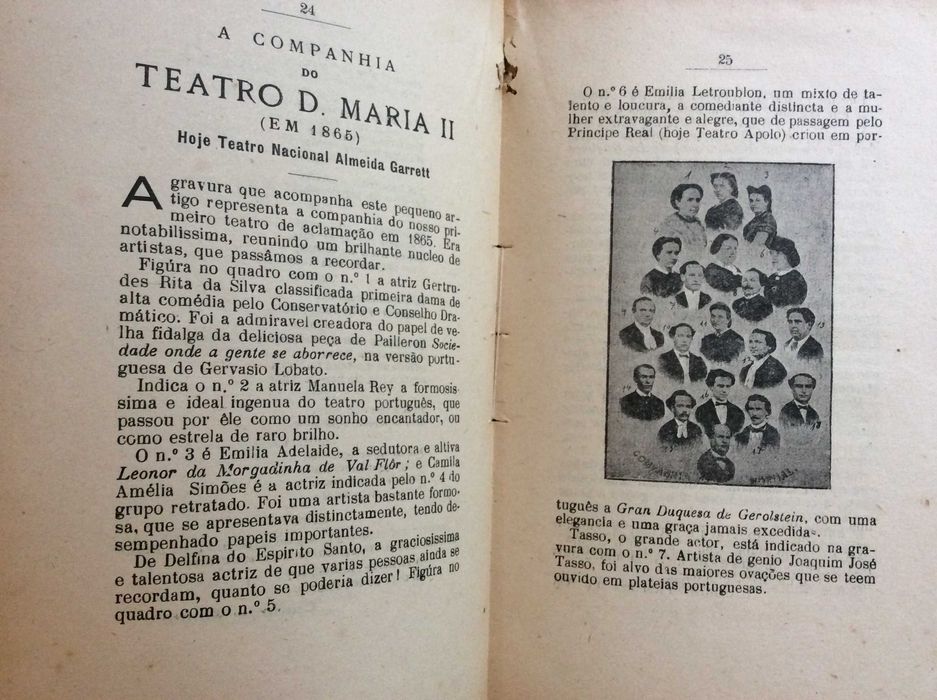 24
A COMPANHIA
DO
TEATRO D. MARIA II
(EM 1865)
Hoje Teatro Nacional Almeida Garrett
A gravura que acompanha este pequeno ar-
tigo representa a companhia do nosso pri-
meiro teatro de aclamação em 1865. Era
notabilissima, reunindo um brilhante nucleo de
artistas, que passâmos a recordar.
Figúra no quadro com o n.º 1 a atriz Gertru-
des Rita da Silva classificada primeira dama de
alta comédia pelo Conservatório e Conselho Dra-
mático. Foi a admiravel creadora do papel de ve-
lha fidalga da deliciosa peça de Pailleron Socie-
dade onde a gente se aborrece, na versão portu-
guesa de Gervasio Lobato.
Indica o n.º 2 a atriz Manuela Rey a formosis-
sima e ideal ingenua do teatro português, que
passou por êle como um sonho encantador, ou
como estrela de raro brilho.
O n.º 3 é Emilia Adelaide, a sedutora e altiva
Leonor da Morgadinha de Val Flôr; e Camila
Amélia Simões é a actriz indicada pelo n.º 4 do
grupo retratado. Foi uma artista bastante formo-
sa, que se apresentava distinctamente, tendo de-
sempenhado papeis importantes.
De Delfina do Espirito Santo, a graciosissima
e talentosa actriz de que varias pessoas ainda se
recordam, quanto se poderia dizer! Figúra no
quadro com o n.º 5.
25
O n.º 6 é Emilia Letroublon, um mixto de ta-
lento e loucura, a comediante distincta e a mu-
lher extravagante e alegre, que de passagem pelo
Principe Real (hoje Teatro Apolo) criou em por-
tuguês a Gran Duquesa de Gerolstein, com uma
elegancia e uma graça jamais excedidas.
Tasso, o grande actor, está indicado na gra-
vura com o n.º 7. Artista de genio Joaquim José
Tasso, foi alvo das maiores ovações que se teem
ouvido em plateias portuguesas.